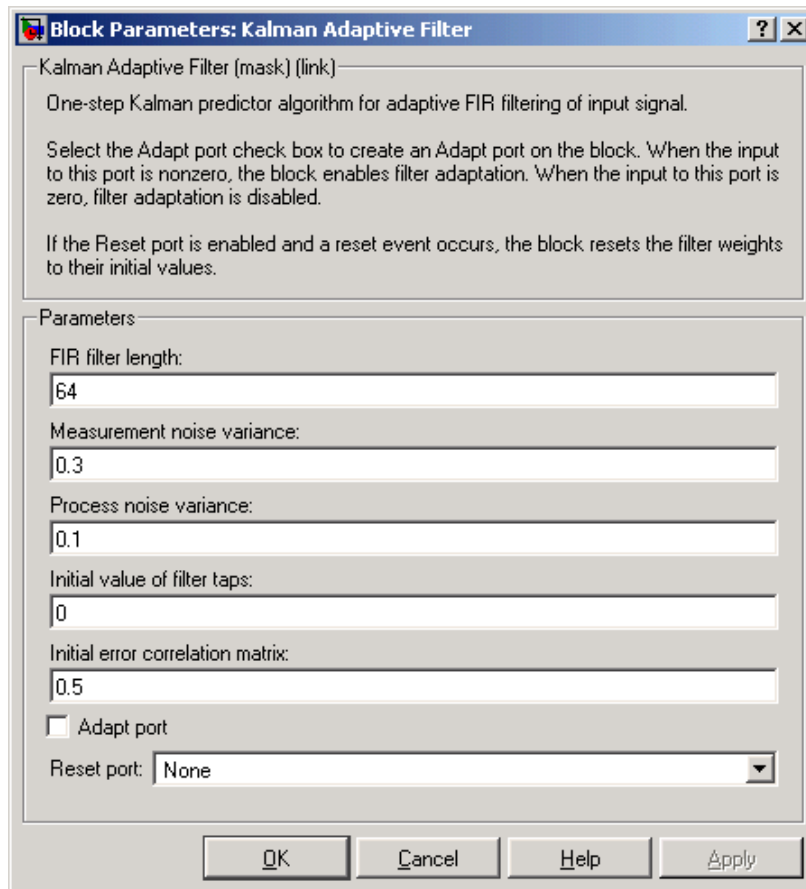 Block Parameters: Kalman Adaptive Filter
Kalman Adaptive Filter (mask) (link)
One-step Kalman predictor algorithm for adaptive FIR filtering of input signal.
Select the Adapt port check box to create an Adapt port on the block. When the input
to this port is nonzero, the block enables filter adaptation. When the input to this port is
zero, filter adaptation is disabled.
If the Reset port is enabled and a reset event occurs, the block resets the filter weights
to their initial values.
Parameters
FIR filter length:
64
Measurement noise variance:
0.3
Process noise variance:
0.1
Initial value of filter taps:
0
Initial error correlation matrix:
0.5
Adapt port
Reset port: None
OK Cancel Help Apply